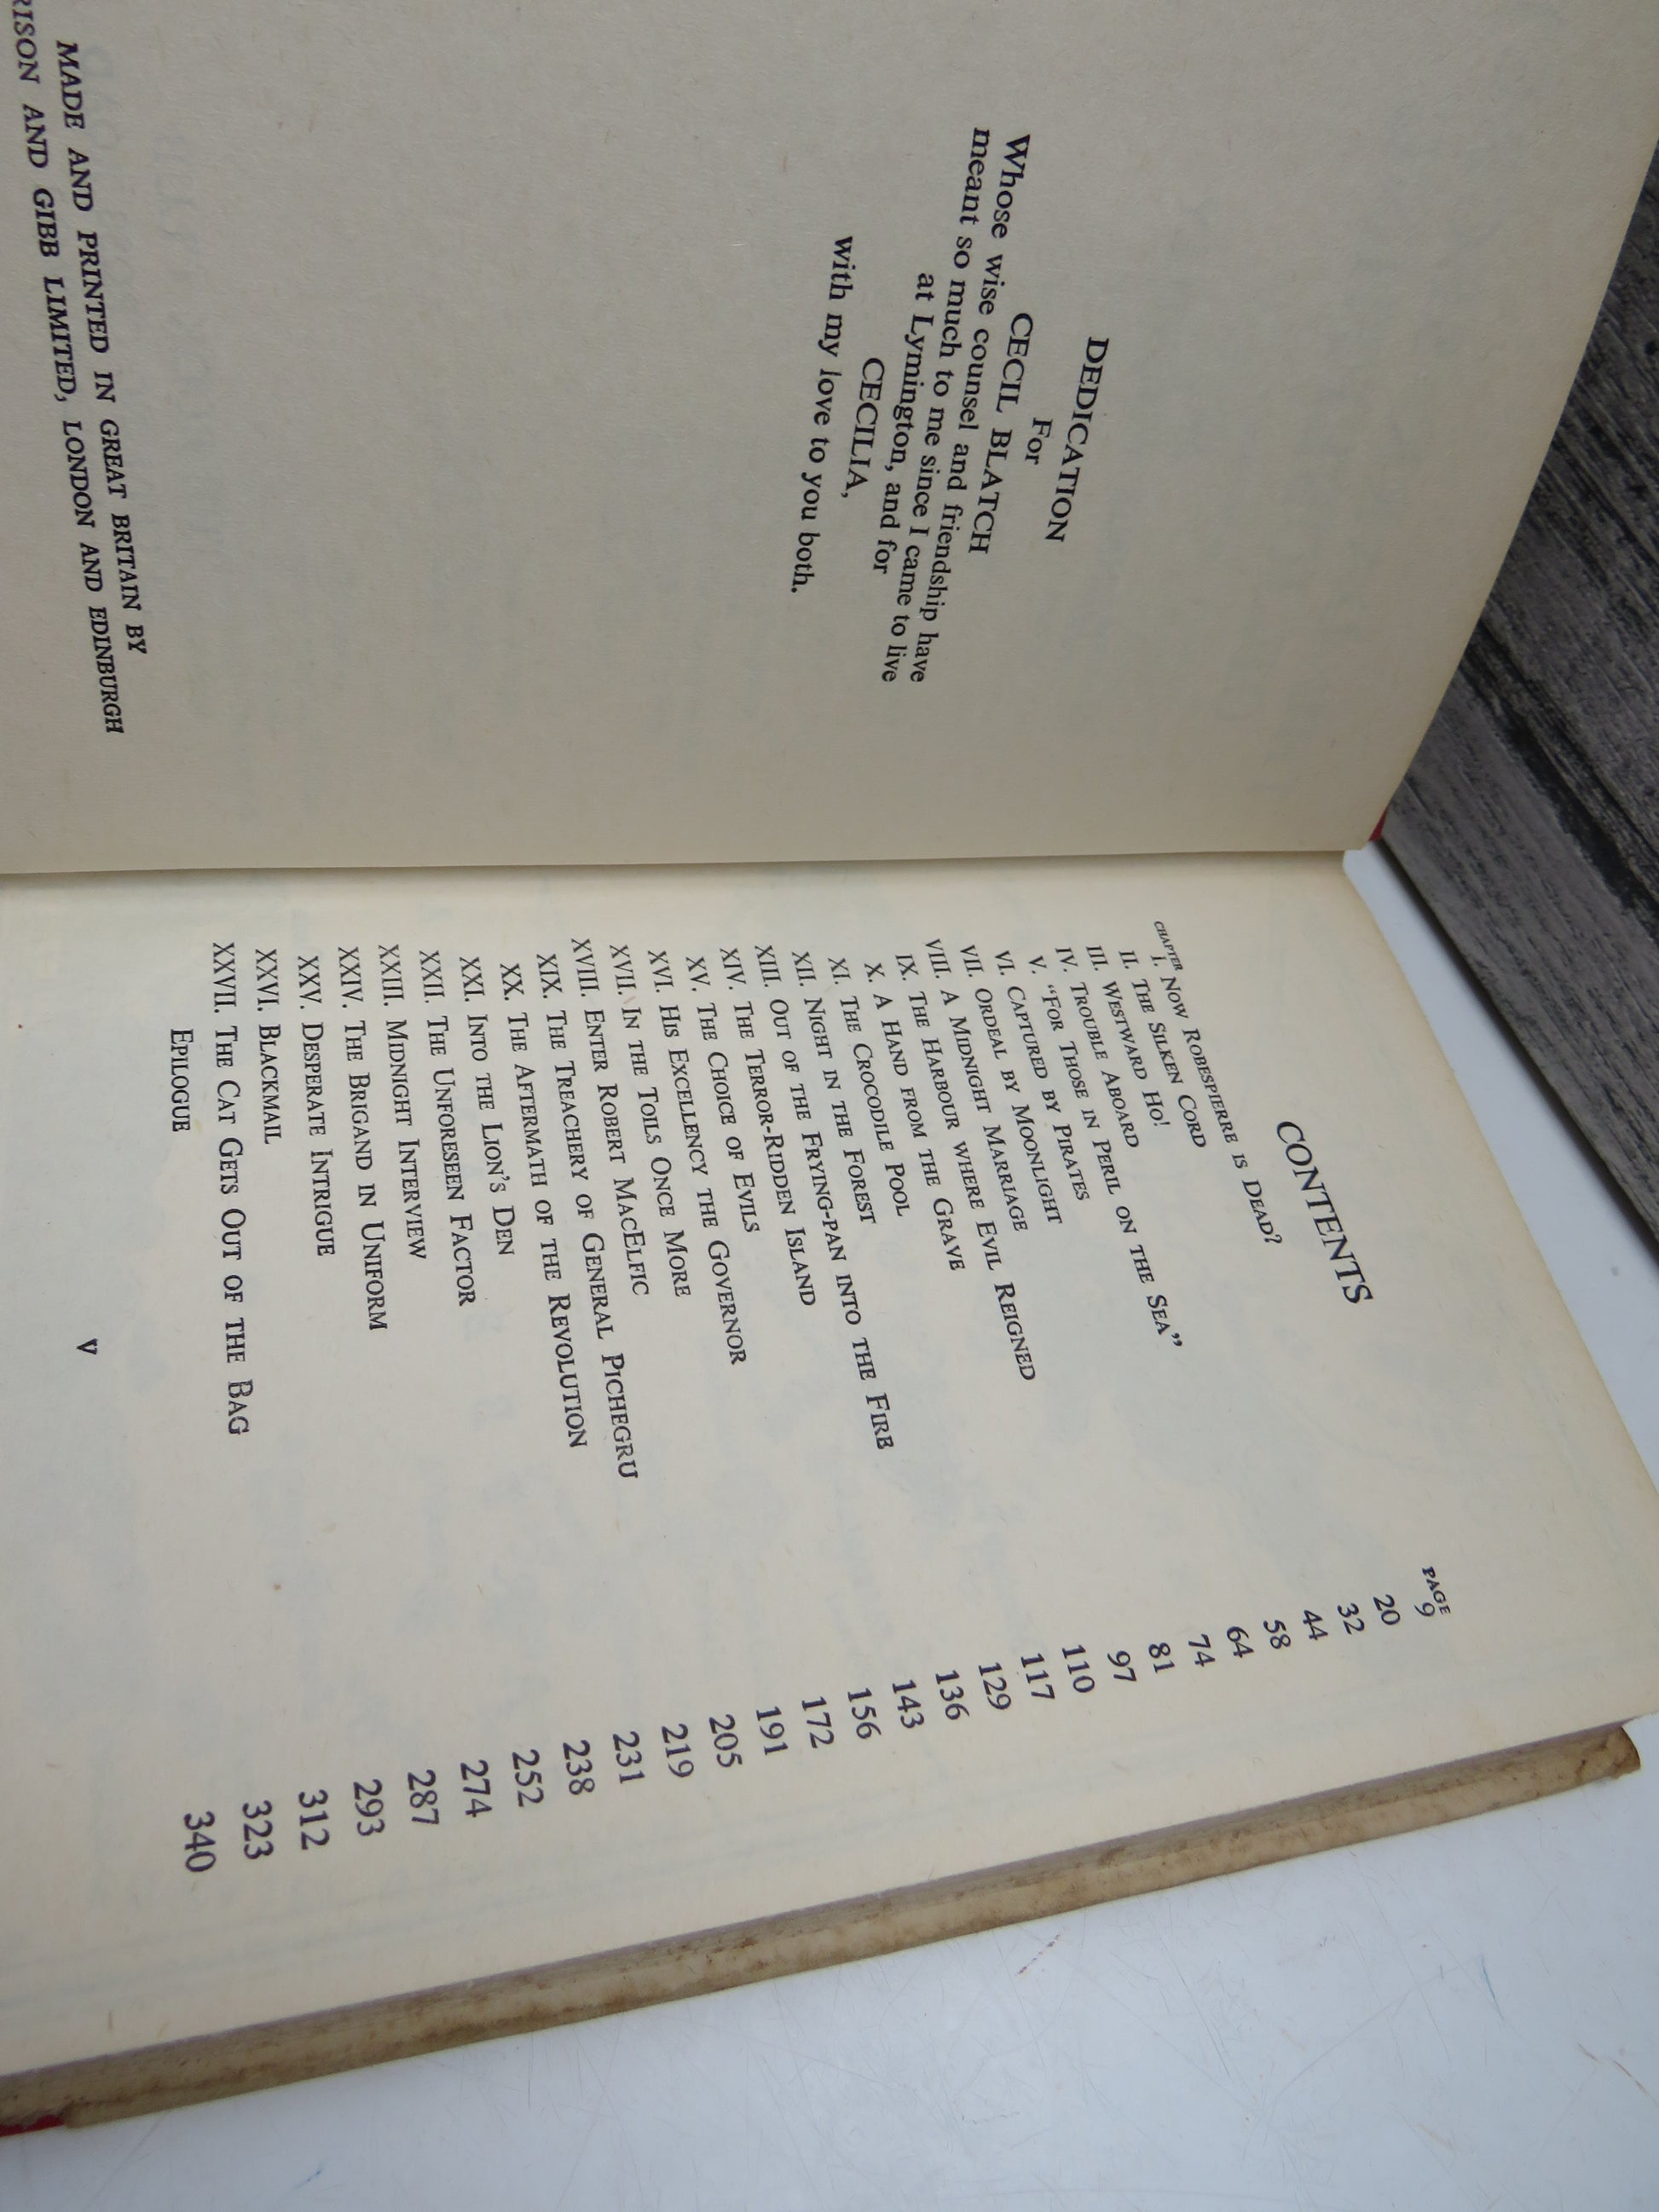 DEDICATION
For
CECIL BLATCH
Whose wise counsel and friendship have
meant so much to me since I came to live
at Lymington, and for
CECILIA,
with my love to you both.
MADE AND PRINTED IN GREAT BRITAIN BY
RISON AND GIBB LIMITED, LONDON AND EDINBURGH
CONTENTS
CHAPTER PAGE
I. NOW ROBESPIERRE IS DEAD? 9
II. THE SILKEN CORD 20
III. WESTWARD HO! 32
IV. TROUBLE ABOARD 44
V. "FOR THOSE IN PERIL ON THE SEA" 58
VI. CAPTURED BY PIRATES 64
VII. ORDEAL BY MOONLIGHT 74
VIII. A MIDNIGHT MARRIAGE 81
IX. THE HARBOUR WHERE EVIL REIGNED 97
X. A HAND FROM THE GRAVE 110
XI. THE CROCODILE POOL 117
XII. NIGHT IN THE FOREST 129
XIII. OUT OF THE FRYING-PAN INTO THE FIRE 136
XIV. THE TERROR-RIDDEN ISLAND 143
XV. THE CHOICE OF EVILS 156
XVI. HIS EXCELLENCY THE GOVERNOR 172
XVII. IN THE TOILS ONCE MORE 191
XVIII. ENTER ROBERT MACELFIC 205
XIX. THE TREACHERY OF GENERAL PICHEGRU 219
XX. THE AFTERMATH OF THE REVOLUTION 231
XXI. INTO THE LION'S DEN 238
XXII. THE UNFORESEEN FACTOR 252
XXIII. MIDNIGHT INTERVIEW 274
XXIV. THE BRIGAND IN UNIFORM 287
XXV. DESPERATE INTRIGUE 293
XXVI. BLACKMAIL 312
XXVII. THE CAT GETS OUT OF THE BAG 323
EPILOGUE 340
v